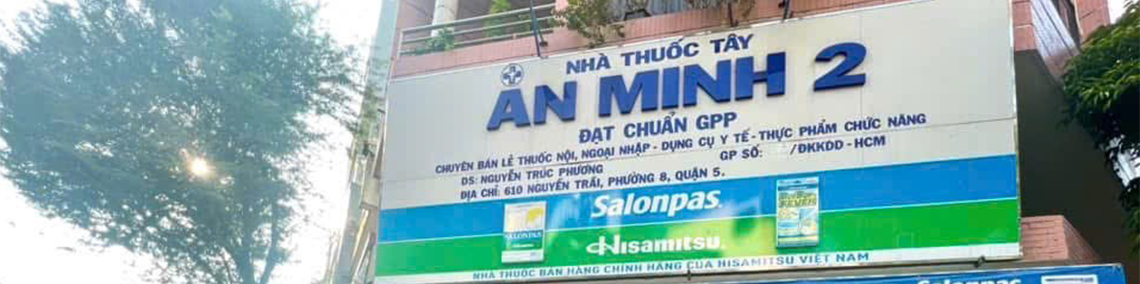 NHÀ THUỐC TÂY
AN MINH 2
ĐẠT CHUẨN GPP
CHUYÊN BÁN LẺ THUỐC NỘI, NGOẠI NHẬP - DỤNG CỤ Y TẾ - THỰC PHẨM CHỨC NĂNG
DS: NGUYỄN TRÚC PHƯƠNG
GP SỐ: /ĐKKDD - HCM
ĐỊA CHỈ: 610 NGUYỄN TRÃI, PHƯỜNG 8, QUẬN 5.
Salonpas
SALONPAS
Hisamitsu
NHÀ THUỐC BÁN HÀNG CHÍNH HÃNG CỦA HISAMITSU VIỆT NAM
Salonpas